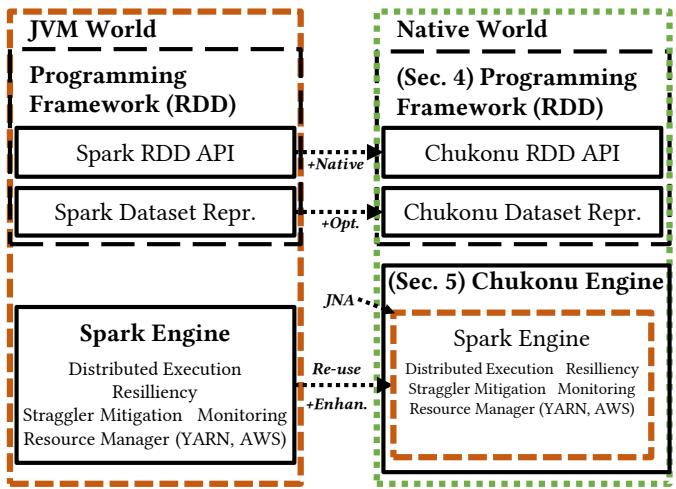 JVM World
Programming
Framework (RDD)
Spark RDD API
Spark Dataset Repr.
Spark Engine
Distributed Execution
Resilliency
Straggler Mitigation Monitoring
Resource Manager (YARN, AWS)
+Native
+Opt.
JNA
Re-use
+Enhan.
Native World
(Sec. 4) Programming
Framework (RDD)
Chukonu RDD API
Chukonu Dataset Repr.
(Sec. 5) Chukonu Engine
Spark Engine
Distributed Execution Resilliency
Straggler Mitigation Monitoring
Resource Manager (YARN, AWS)